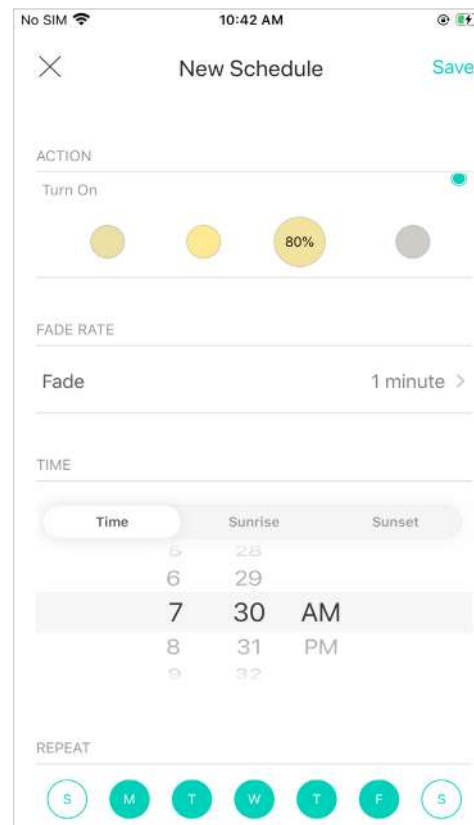 No SIM 10:42 AM
New Schedule Save
ACTION
Turn On
80%
FADE RATE
Fade 1 minute >
TIME
Time Sunrise Sunset
5 28
6 29
7 30 AM
8 31 PM
9 32
REPEAT
S M T W T F S